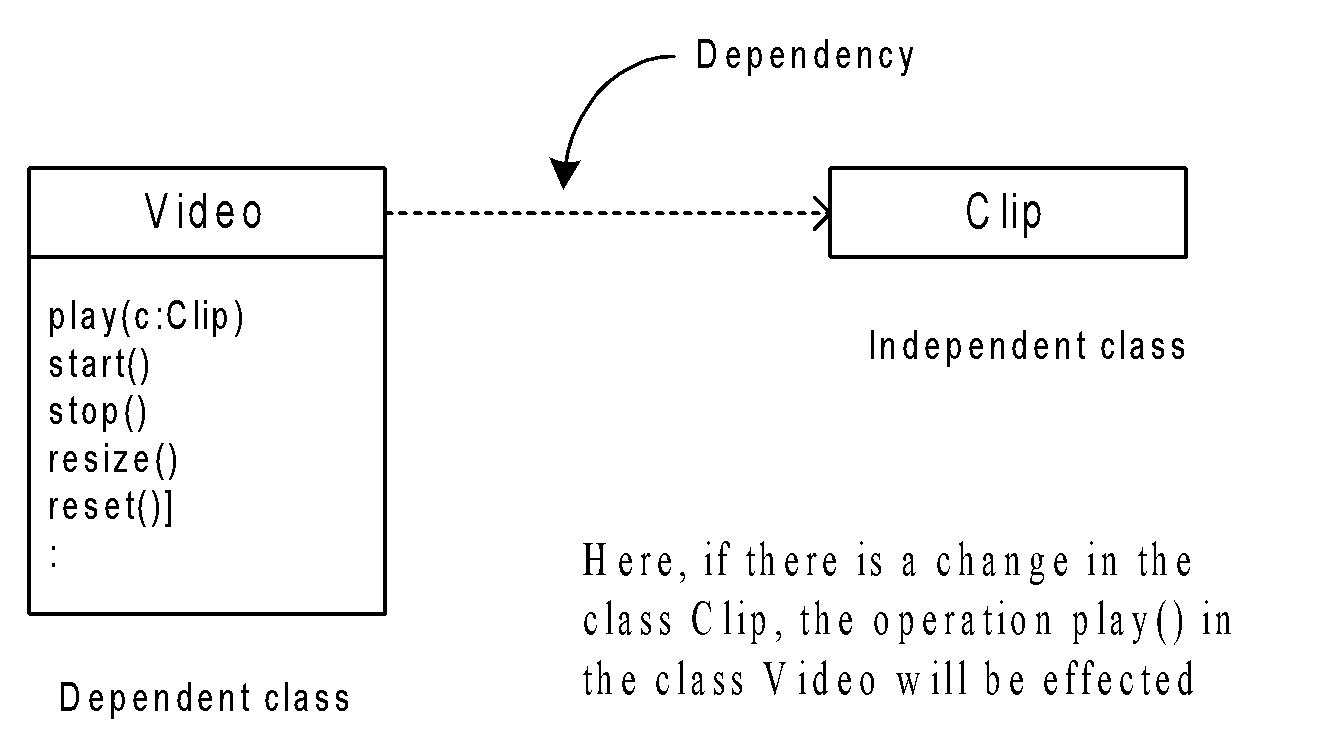 Dependency
Video
Clip
play(c:Clip)
start()
stop()
resize()
reset()]
:
Independent class
Here, if there is a change in the
class Clip, the operation play() in
the class Video will be effected
Dependent class